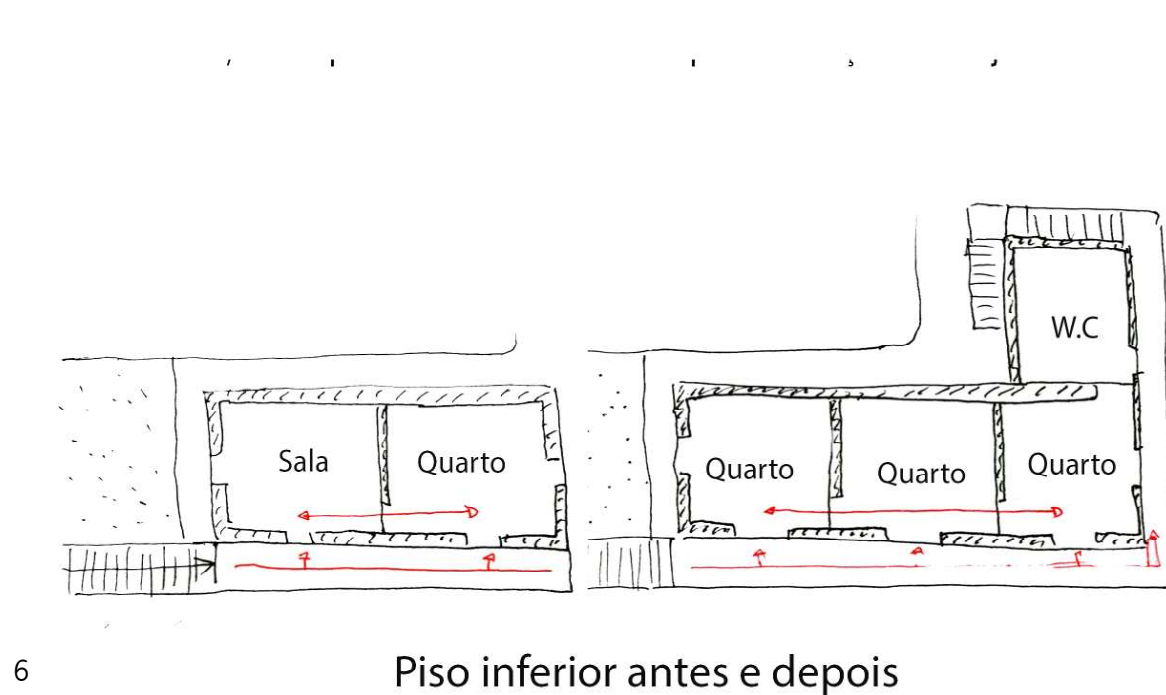 W.C
Sala
Quarto
Quarto
Quarto
Quarto
6
Piso inferior antes e depois